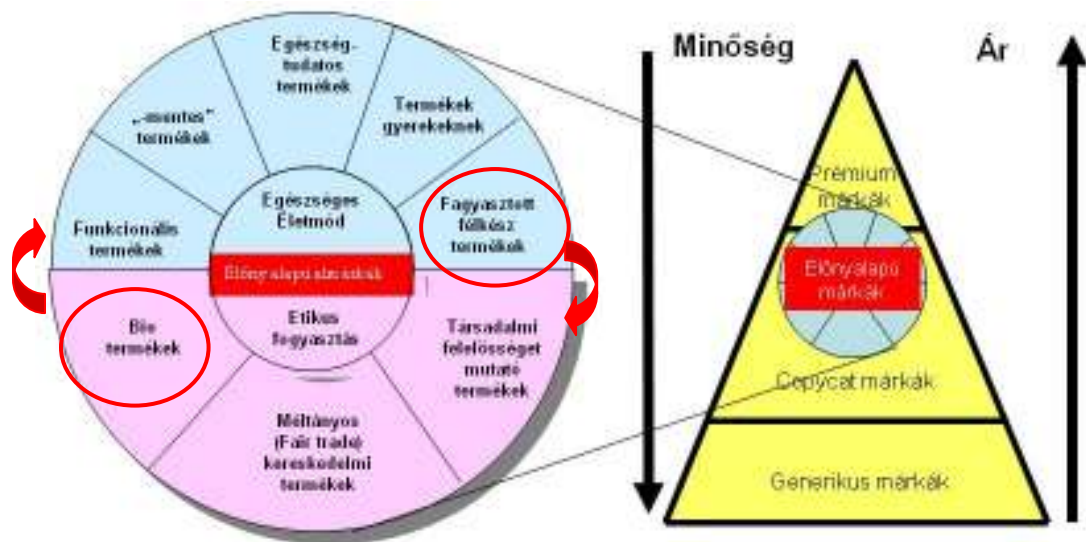 Egészség-
tudatos
termékek
Termékek
gyerekeknek
„-mentes"
termékek
Funkcionális
termékek
Fagyasztott
félkész
termékek
Egészséges
Életmód
Előnyalapú
Etikus
fogyasztás
Bio
termékek
Társadalmi
felelősséget
mutató
termékek
Méltányos
(Fair trade)
kereskedelmi
termékek
Minőség
Ár
Prémium
márkák
Előnyalapú
márkák
Copycat márkák
Generikus márkák